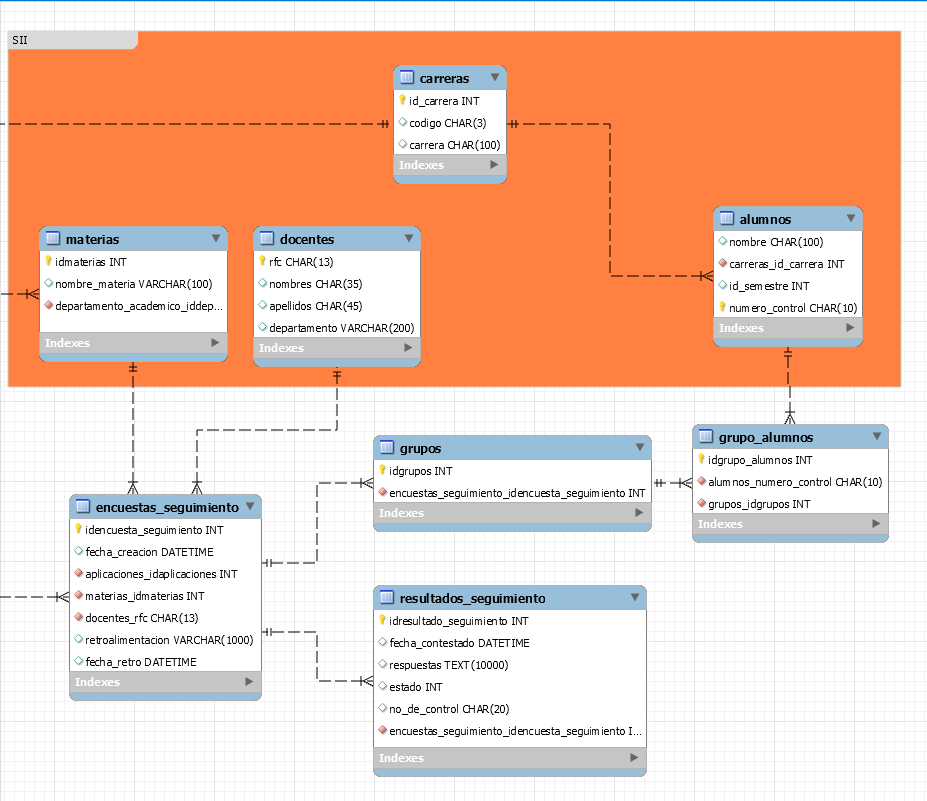 SII
carreras
id_carrera INT
codigo CHAR(3)
carrera CHAR(100)
Indexes
materias
idmaterias INT
nombre_materia VARCHAR(100)
departamento_academico_iddep...
Indexes
docentes
rfc CHAR(13)
nombres CHAR(35)
apellidos CHAR(45)
departamento VARCHAR(200)
Indexes
alumnos
nombre CHAR(100)
carreras_id_carrera INT
id_semestre INT
numero_control CHAR(10)
Indexes
grupos
idgrupos INT
encuestas_seguimiento_idencuesta_seguimiento INT
Indexes
grupo_alumnos
idgrupo_alumnos INT
alumnos_numero_control CHAR(10)
grupos_idgrupos INT
Indexes
encuestas_seguimiento
idencuesta_seguimiento INT
fecha_creacion DATETIME
aplicaciones_idaplicaciones INT
materias_idmaterias INT
docentes_rfc CHAR(13)
retroalimentacion VARCHAR(1000)
fecha_retro DATETIME
Indexes
resultados_seguimiento
idresultado_seguimiento INT
fecha_contestado DATETIME
respuestas TEXT(10000)
estado INT
no_de_control CHAR(20)
encuestas_seguimiento_idencuesta_seguimiento I...
Indexes